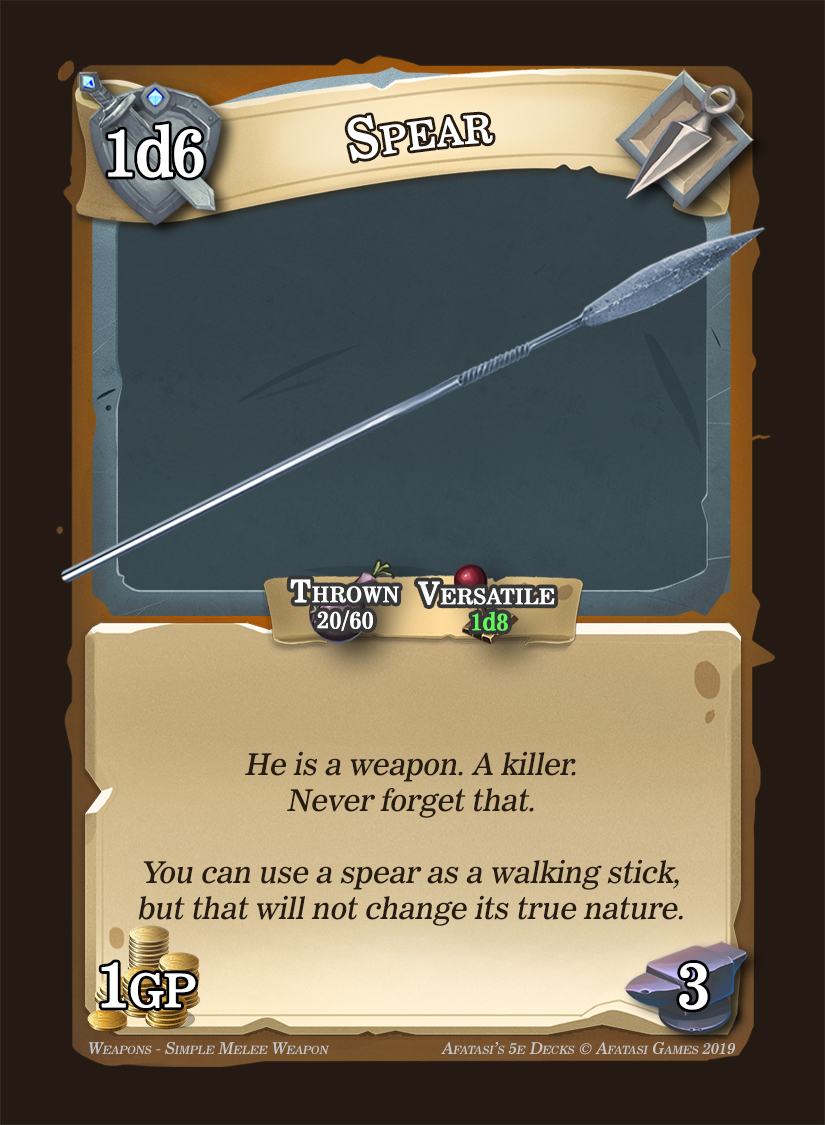 1d6
Spear
Thrown Versatile
20/60 1d8
He is a weapon. A killer.
Never forget that.
You can use a spear as a walking stick,
but that will not change its true nature.
1GP
3
Weapons - Simple Melee Weapon
Afatasi's 5e Decks © Afatasi Games 2019